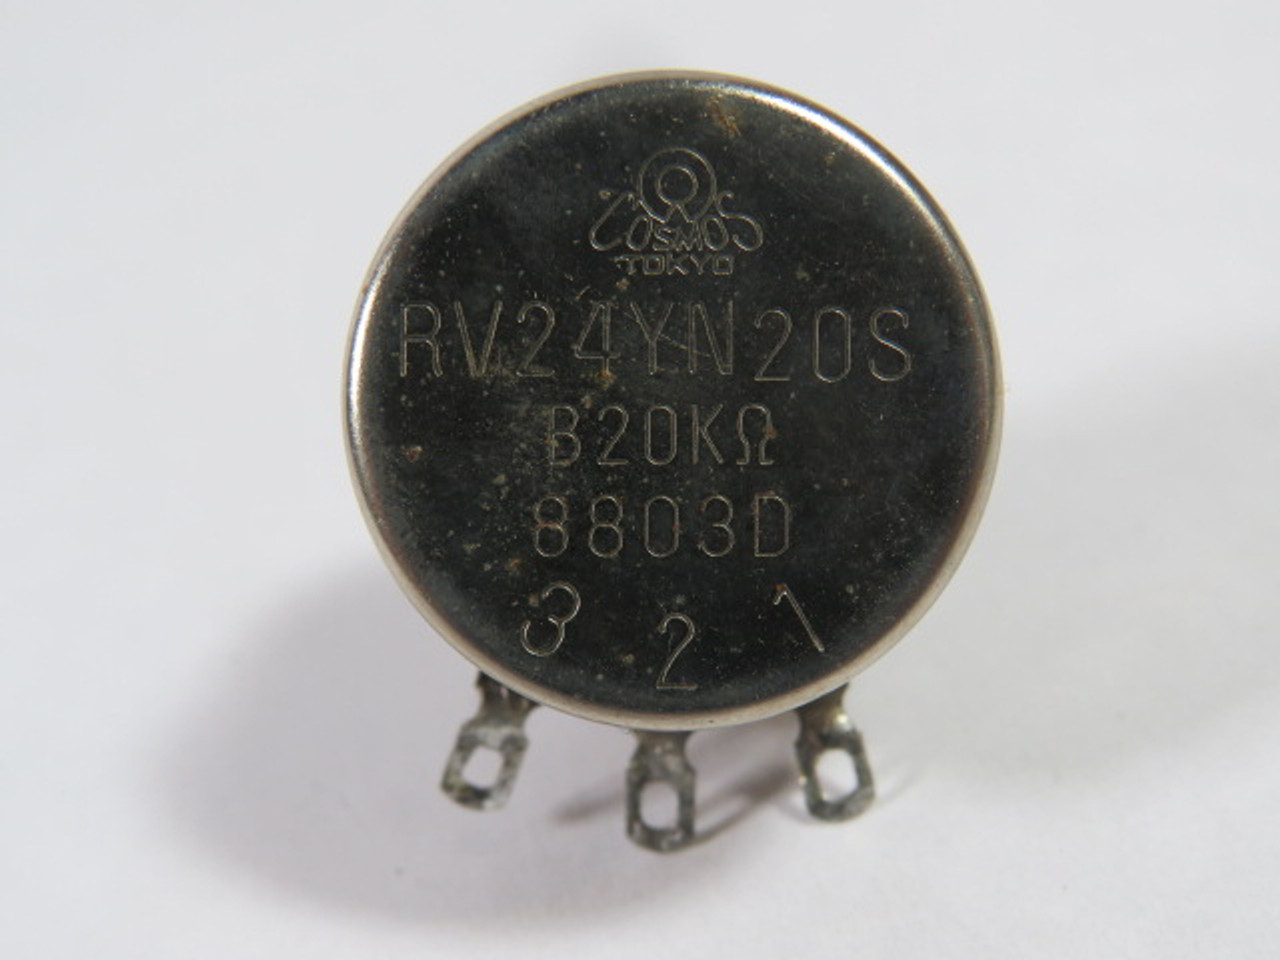 COSMOS
TOKYO
RV24YN20S
B20KΩ
8803D
3 2 1